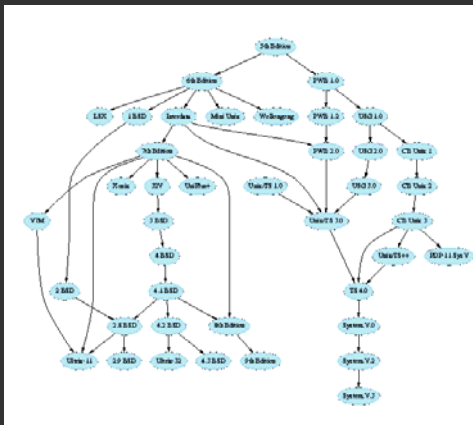 5th Edition
6th Edition
PWB 1.0
LSX
1 BSD
Interdata
Mini Unix
Wollongong
PWB 1.2
USG 1.0
7th Edition
PWB 2.0
USG 2.0
CB Unix 1
Xenix
32V
UniPlus+
Unix/TS 1.0
USG 3.0
CB Unix 2
V7M
3 BSD
Unix/TS 3.0
CB Unix 3
4 BSD
Unix/TS++
PDP-11 Sys V
2 BSD
4.1 BSD
TS 4.0
2.8 BSD
4.2 BSD
8th Edition
System V.0
Ultrix-11
2.9 BSD
Ultrix-32
4.3 BSD
9th Edition
System V.2
System V.3